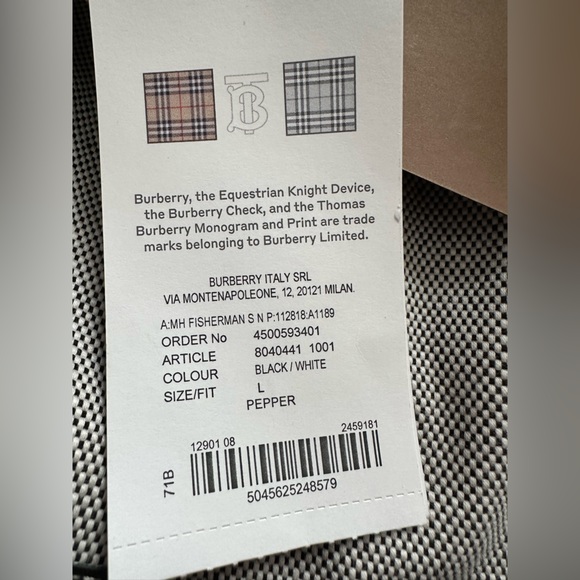 TB
Burberry, the Equestrian Knight Device,
the Burberry Check, and the Thomas
Burberry Monogram and Print are trade
marks belonging to Burberry Limited.
BURBERRY ITALY SRL
VIA MONTENAPOLEONE, 12, 20121 MILAN.
A:MH FISHERMAN S N P:112818:A1189
ORDER No 4500593401
ARTICLE 8040441 1001
COLOUR BLACK / WHITE
SIZE/FIT L
PEPPER
12901 08 2459181
71B
5045625248579